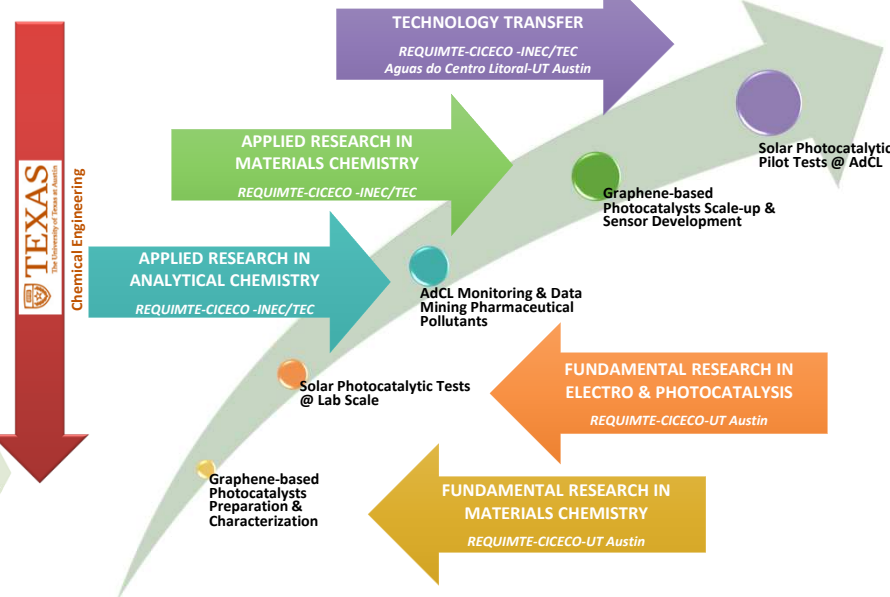 TECHNOLOGY TRANSFER
REQUIMTE-CICECO -INEC/TEC
Aguas do Centro Litoral-UT Austin
APPLIED RESEARCH IN
MATERIALS CHEMISTRY
REQUIMTE-CICECO -INEC/TEC
Solar Photocatalytic
Pilot Tests @ AdCL
TEXAS
The University of Texas at Austin
Chemical Engineering
Graphene-based
Photocatalysts Scale-up &
Sensor Development
APPLIED RESEARCH IN
ANALYTICAL CHEMISTRY
REQUIMTE-CICECO -INEC/TEC
AdCL Monitoring & Data
Mining Pharmaceutical
Pollutants
Solar Photocatalytic Tests
@ Lab Scale
FUNDAMENTAL RESEARCH IN
ELECTRO & PHOTOCATALYSIS
REQUIMTE-CICECO-UT Austin
Graphene-based
Photocatalysts
Preparation &
Characterization
FUNDAMENTAL RESEARCH IN
MATERIALS CHEMISTRY
REQUIMTE-CICECO-UT Austin